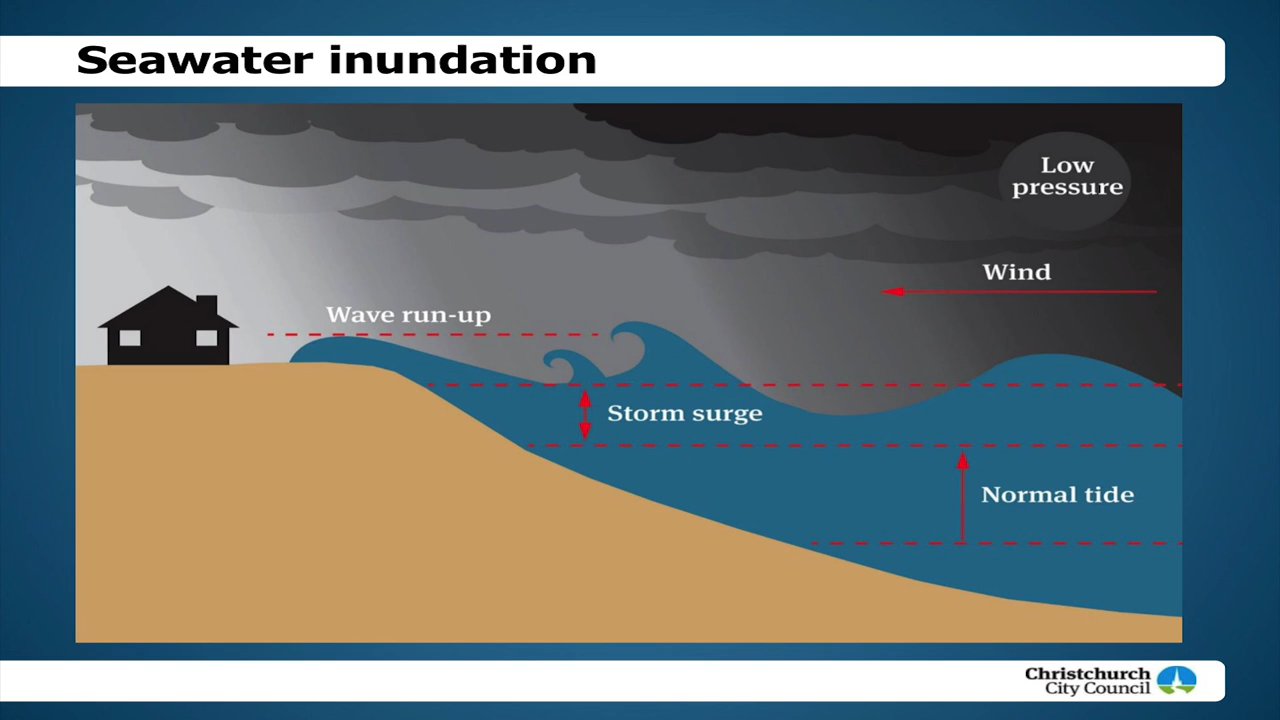 Seawater inundation
Low
pressure
Wind
Wave run-up
Storm surge
Normal tide
Christchurch
City Council